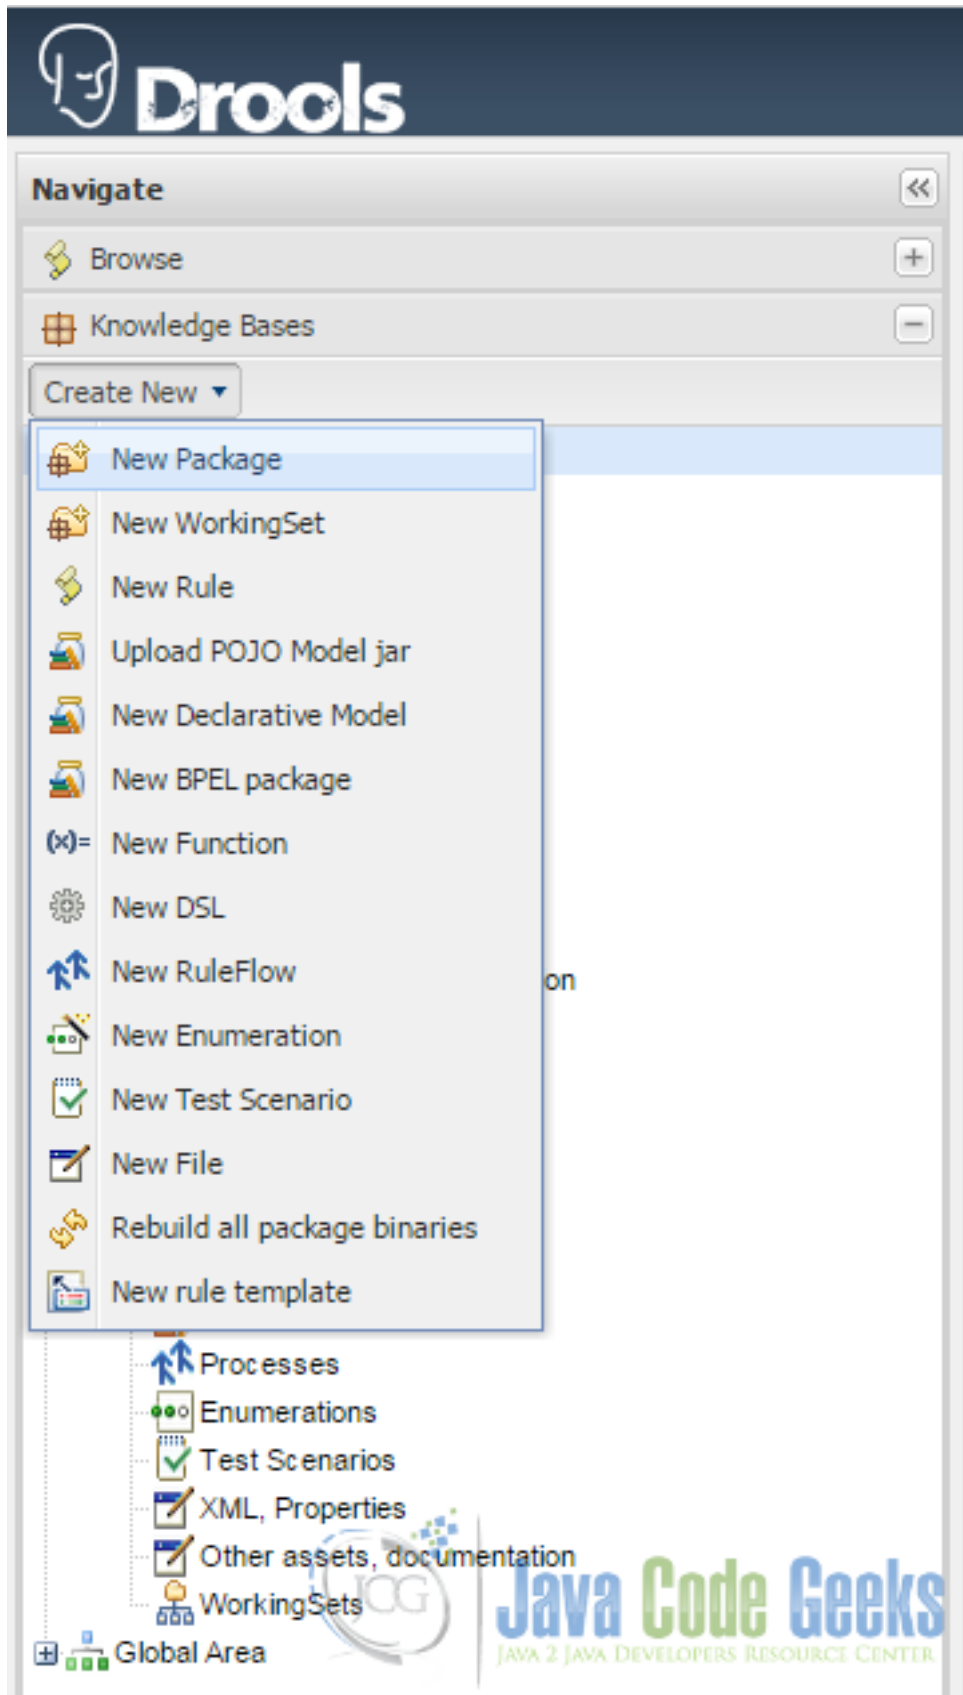 Drools
Navigate
Browse
Knowledge Bases
Create New
New Package
New WorkingSet
New Rule
Upload POJO Model jar
New Declarative Model
New BPEL package
(x)= New Function
New DSL
New RuleFlow
on
New Enumeration
New Test Scenario
New File
Rebuild all package binaries
New rule template
Processes
Enumerations
Test Scenarios
XML, Properties
Other assets, documentation
WorkingSets
Global Area
JCG
Java Code Geeks
JAVA 2 JAVA DEVELOPERS RESOURCE CENTER